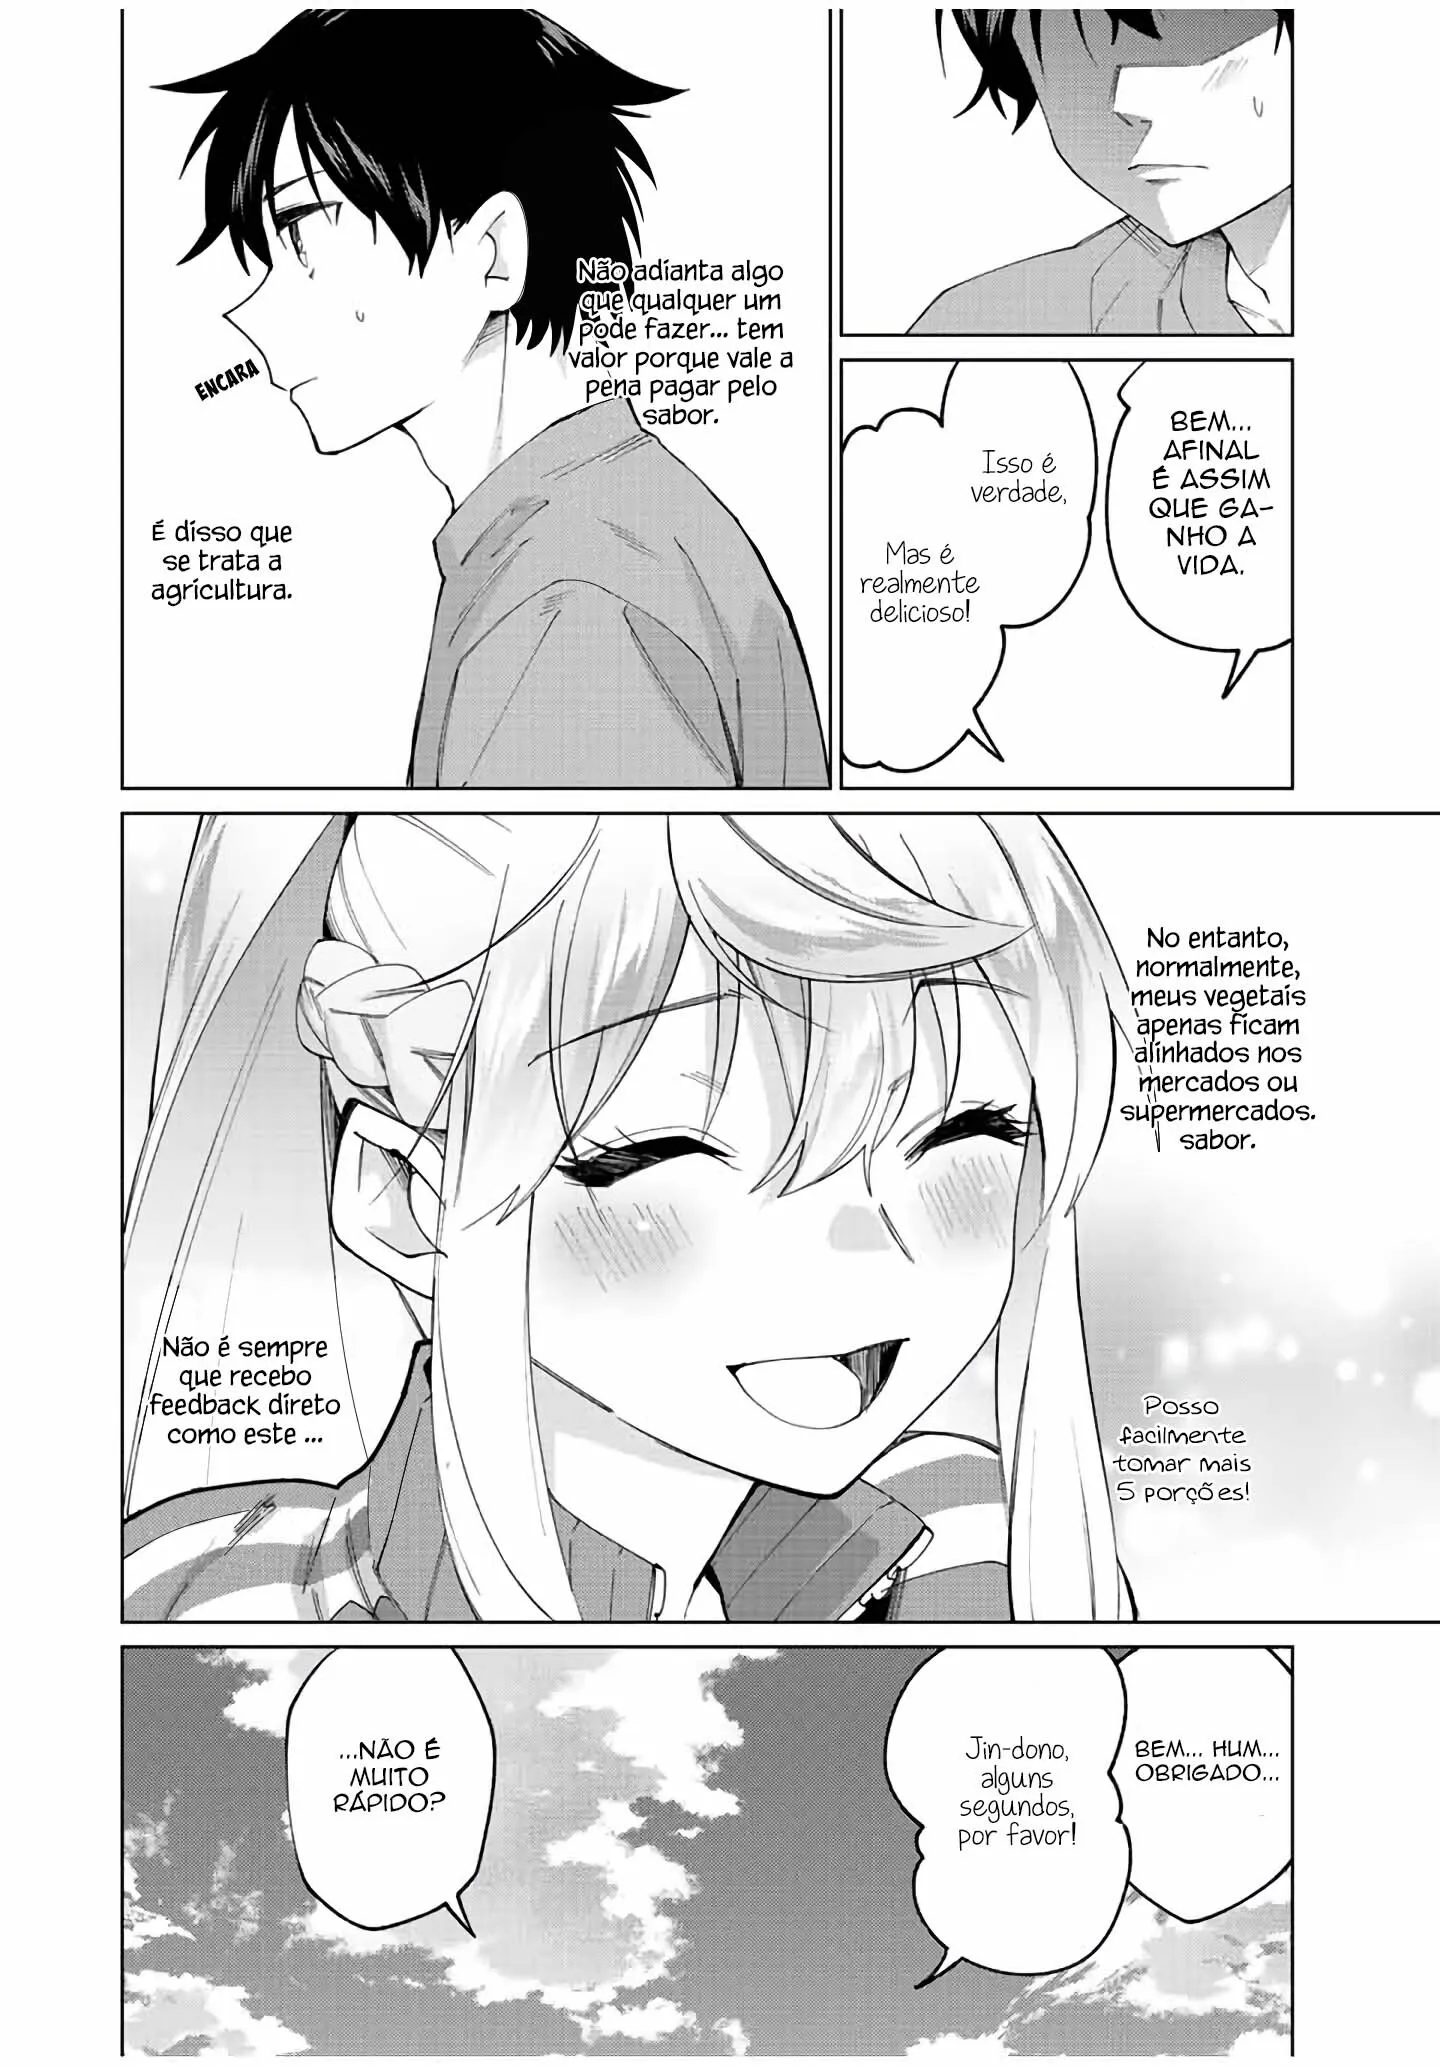 BEM...
AFINAL
É ASSIM
QUE GA-
NHO A
VIDA.
Isso é
verdade,
Mas é
realmente
delicioso!
Não adianta algo
que qualquer um
pode fazer... tem
valor porque vale a
pena pagar pelo
sabor.
ENCARA
É disso que
se trata a
agricultura.
No entanto,
normalmente,
meus vegetais
apenas ficam
alinhados nos
mercados ou
supermercados.
sabor.
Não é sempre
que recebo
feedback direto
como este ...
Posso
facilmente
tomar mais
5 porções!
BEM... HUM...
OBRIGADO...
Jin-dono,
alguns
segundos,
por favor!
...NÃO É
MUITO
RÁPIDO?